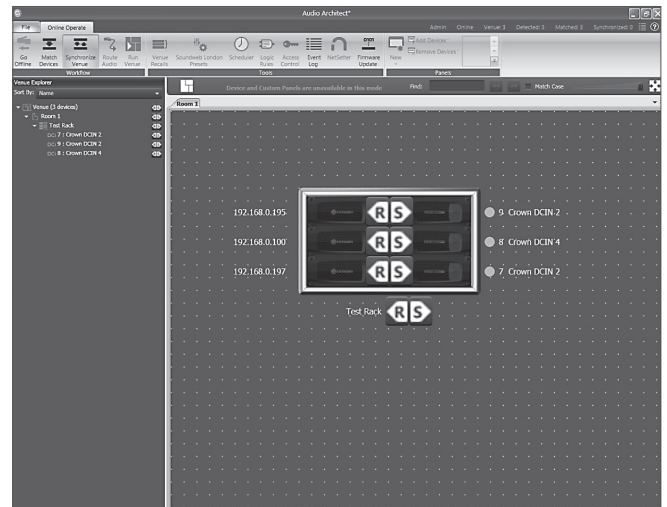 Audio Architect*
File Online Operate Admin Online Venue: 3 Detected: 3 Matched: 3 Synchronized: 0
Go Offline
Match Devices
Synchronize Venue
Route Audio
Run Venue
Venue Recalls
Soundweb London Presets
Scheduler
Logic Rules
Access Control
Event Log
NetSetter
Firmware Update
New
Add Devices
Remove Devices
Workflow Tools Panels
Venue Explorer
Sort By: Name
Device and Custom Panels are unavailable in this mode Find: Match Case
Venue (3 devices)
Room 1
Test Rack
DCi 7 : Crown DCIN 2
DCi 9 : Crown DCIN 2
DCi 8 : Crown DCIN 4
Room 1
192.168.0.195 R S 9 Crown DCIN 2
192.168.0.100 R S 8 Crown DCIN 4
192.168.0.197 R S 7 Crown DCIN 2
Test Rack R S